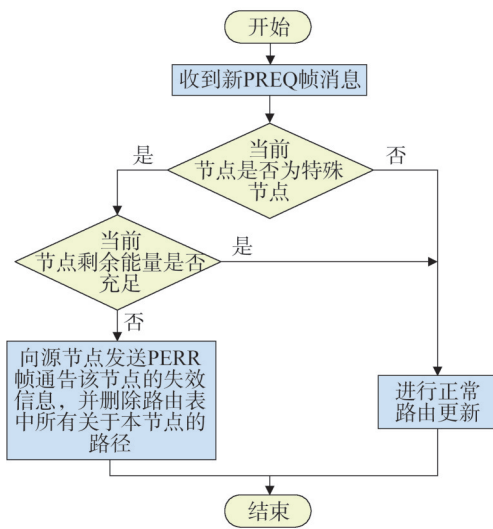 开始
收到新PREQ帧消息
当前
节点是否为特殊
节点
是
否
当前
节点剩余能量是否
充足
是
否
向源节点发送PERR
帧通告该节点的失效
信息，并删除路由表
中所有关于本节点的
路径
进行正常
路由更新
结束